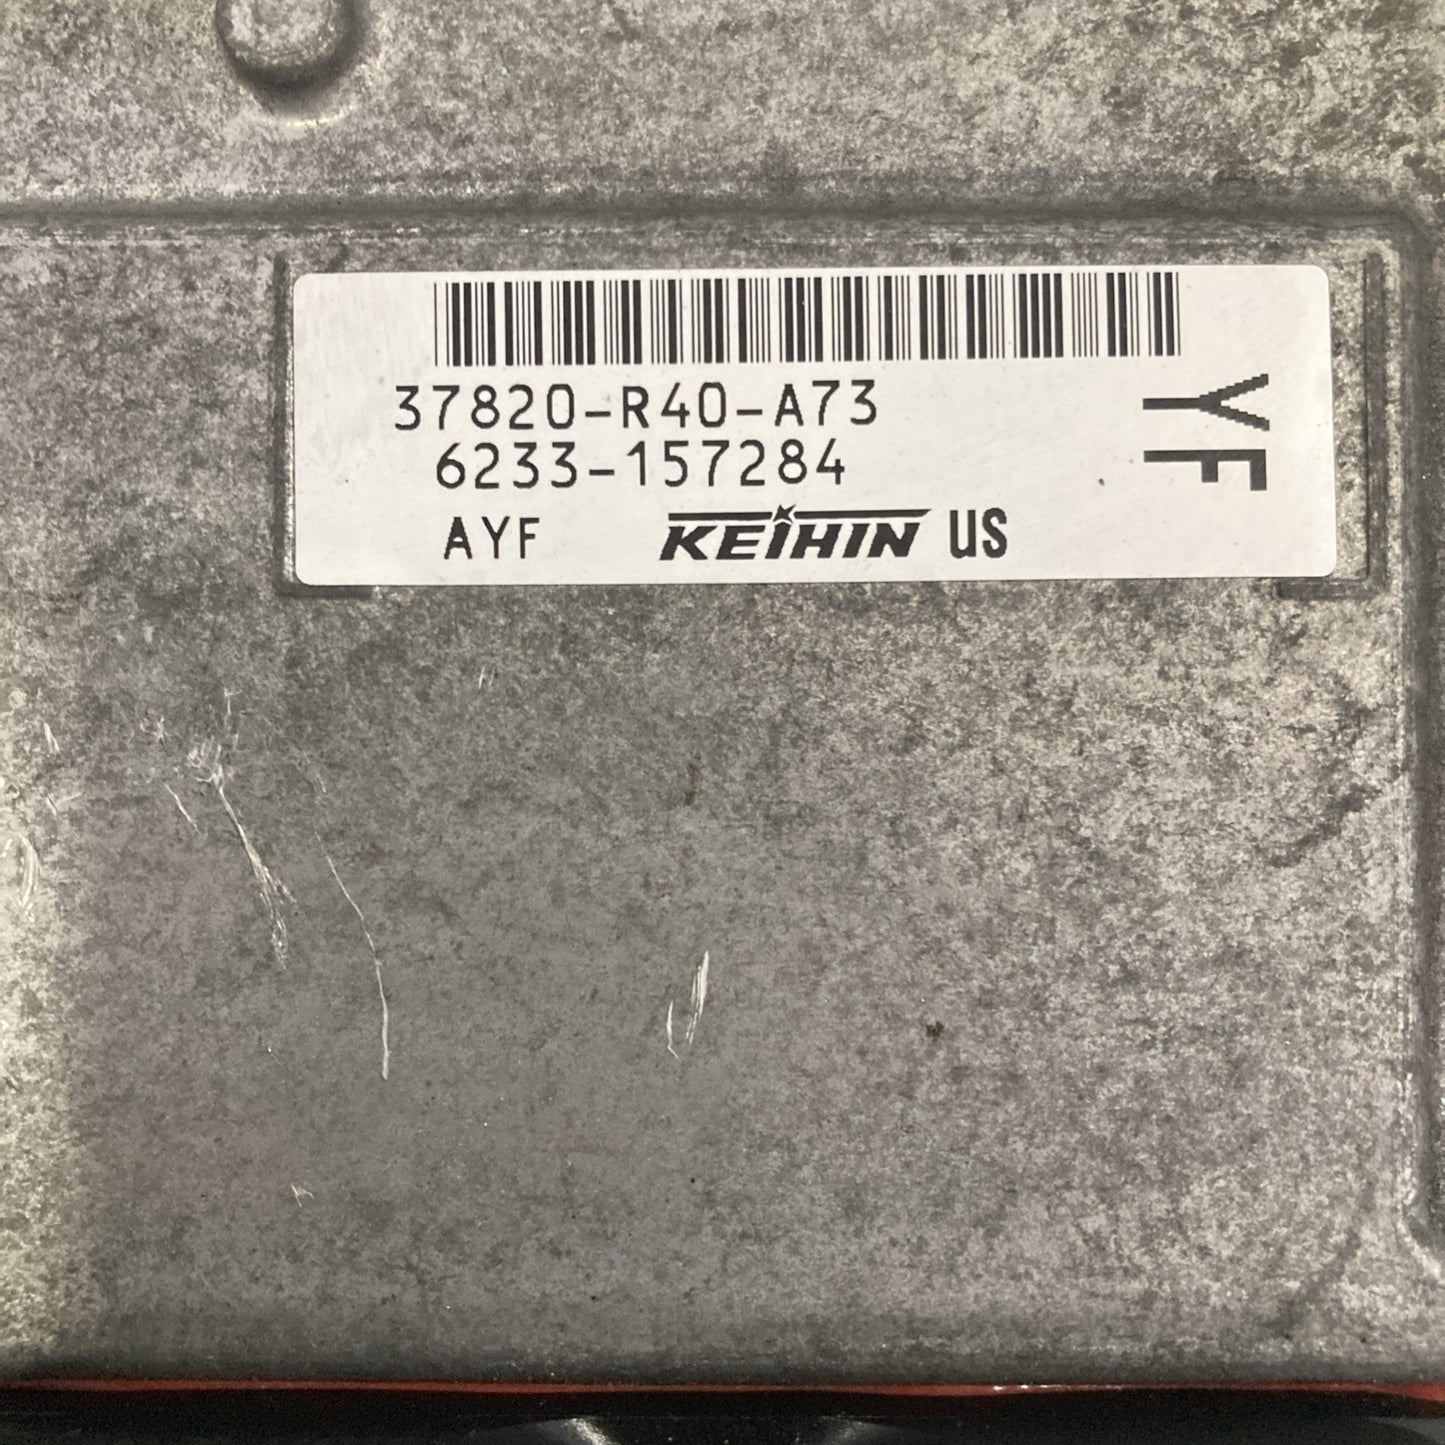 37820-R40-A73
6233-157284
AYF KEIHIN US
YF